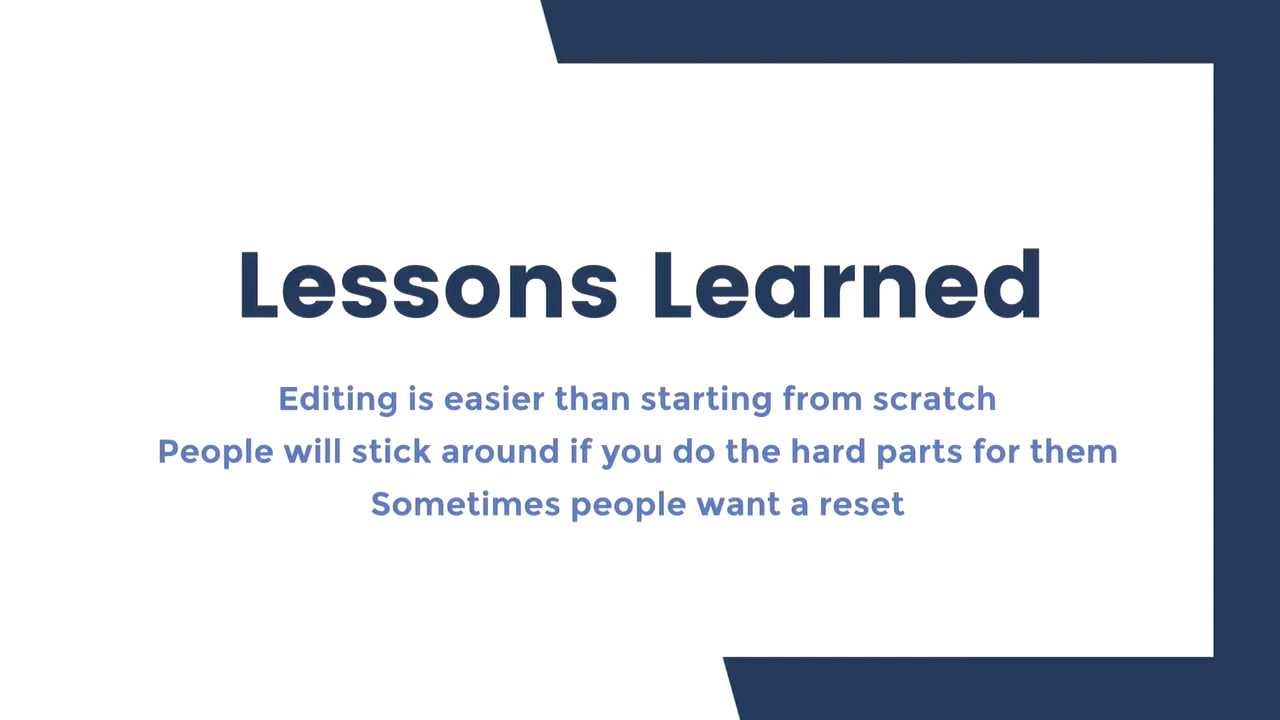 Lessons Learned
Editing is easier than starting from scratch
People will stick around if you do the hard parts for them
Sometimes people want a reset